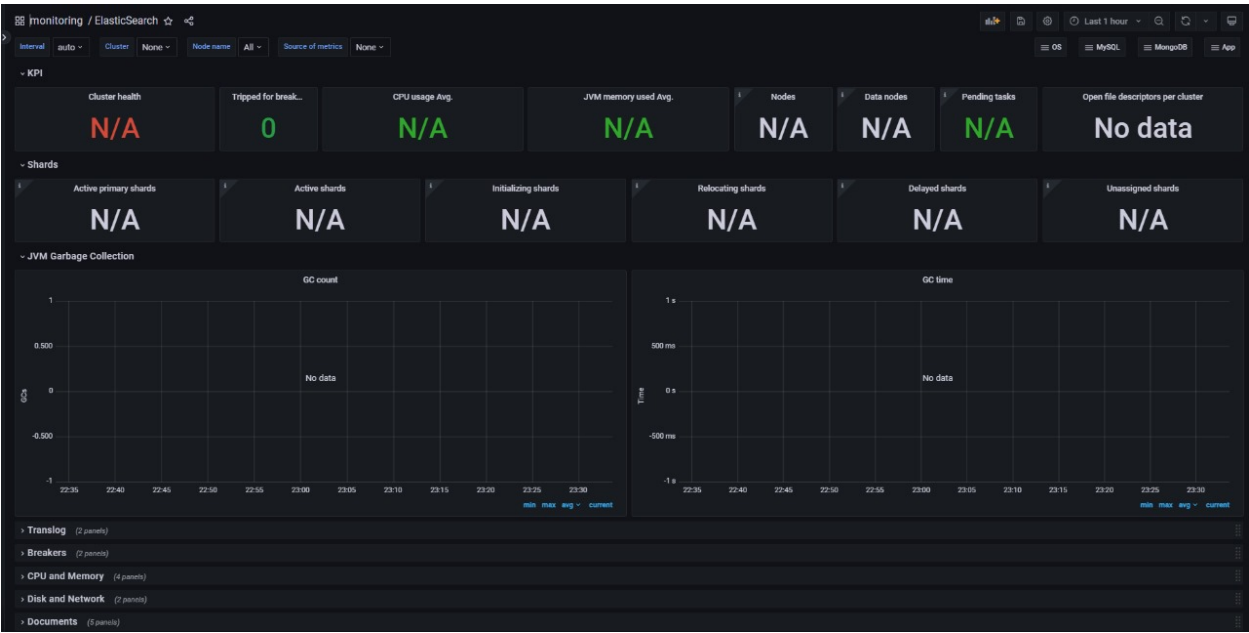 monitoring / ElasticSearch
Last 1 hour
Interval auto Cluster None Node name All Source of metrics None
OS MySQL MongoDB App
KPI
Cluster health Tripped for break... CPU usage Avg. JVM memory used Avg. Nodes Data nodes Pending tasks Open file descriptors per cluster
N/A 0 N/A N/A N/A N/A N/A No data
Shards
Active primary shards Active shards Initializing shards Relocating shards Delayed shards Unassigned shards
N/A N/A N/A N/A N/A N/A
JVM Garbage Collection
GC count
1
0.500
0
-0.500
-1
GCs
No data
22:35 22:40 22:45 22:50 22:55 23:00 23:05 23:10 23:15 23:20 23:25 23:30
min max avg current
GC time
1 s
500 ms
0 s
-500 ms
-1 s
Time
No data
22:35 22:40 22:45 22:50 22:55 23:00 23:05 23:10 23:15 23:20 23:25 23:30
min max avg current
Translog (2 panels)
Breakers (2 panels)
CPU and Memory (4 panels)
Disk and Network (2 panels)
Documents (5 panels)